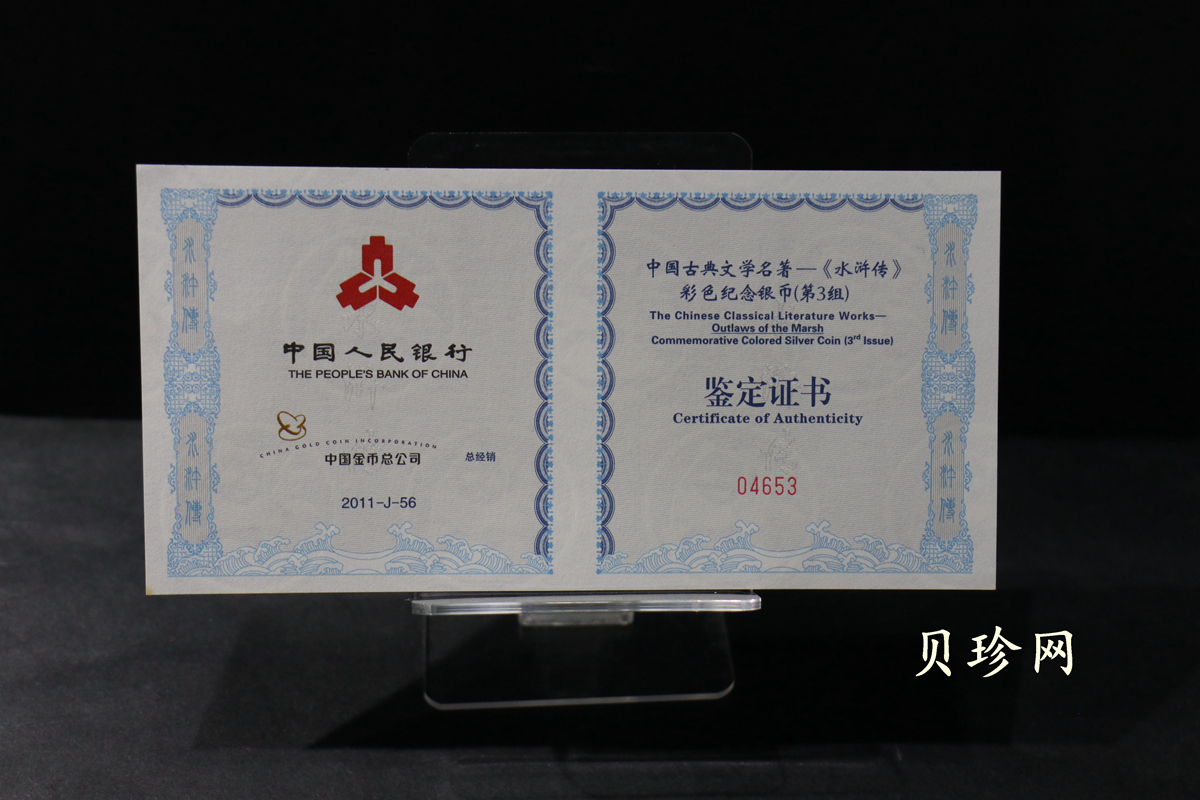 中国人民银行
THE PEOPLE'S BANK OF CHINA
CHINA GOLD COIN INCORPORATION
中国金币总公司 总经销
2011-J-56
水浒传
水浒传
中国古典文学名著—《水浒传》
彩色纪念银币(第3组)
The Chinese Classical Literature Works—
Outlaws of the Marsh
Commemorative Colored Silver Coin (3rd Issue)
鉴定证书
Certificate of Authenticity
04653
水浒传
水浒传
贝珍网